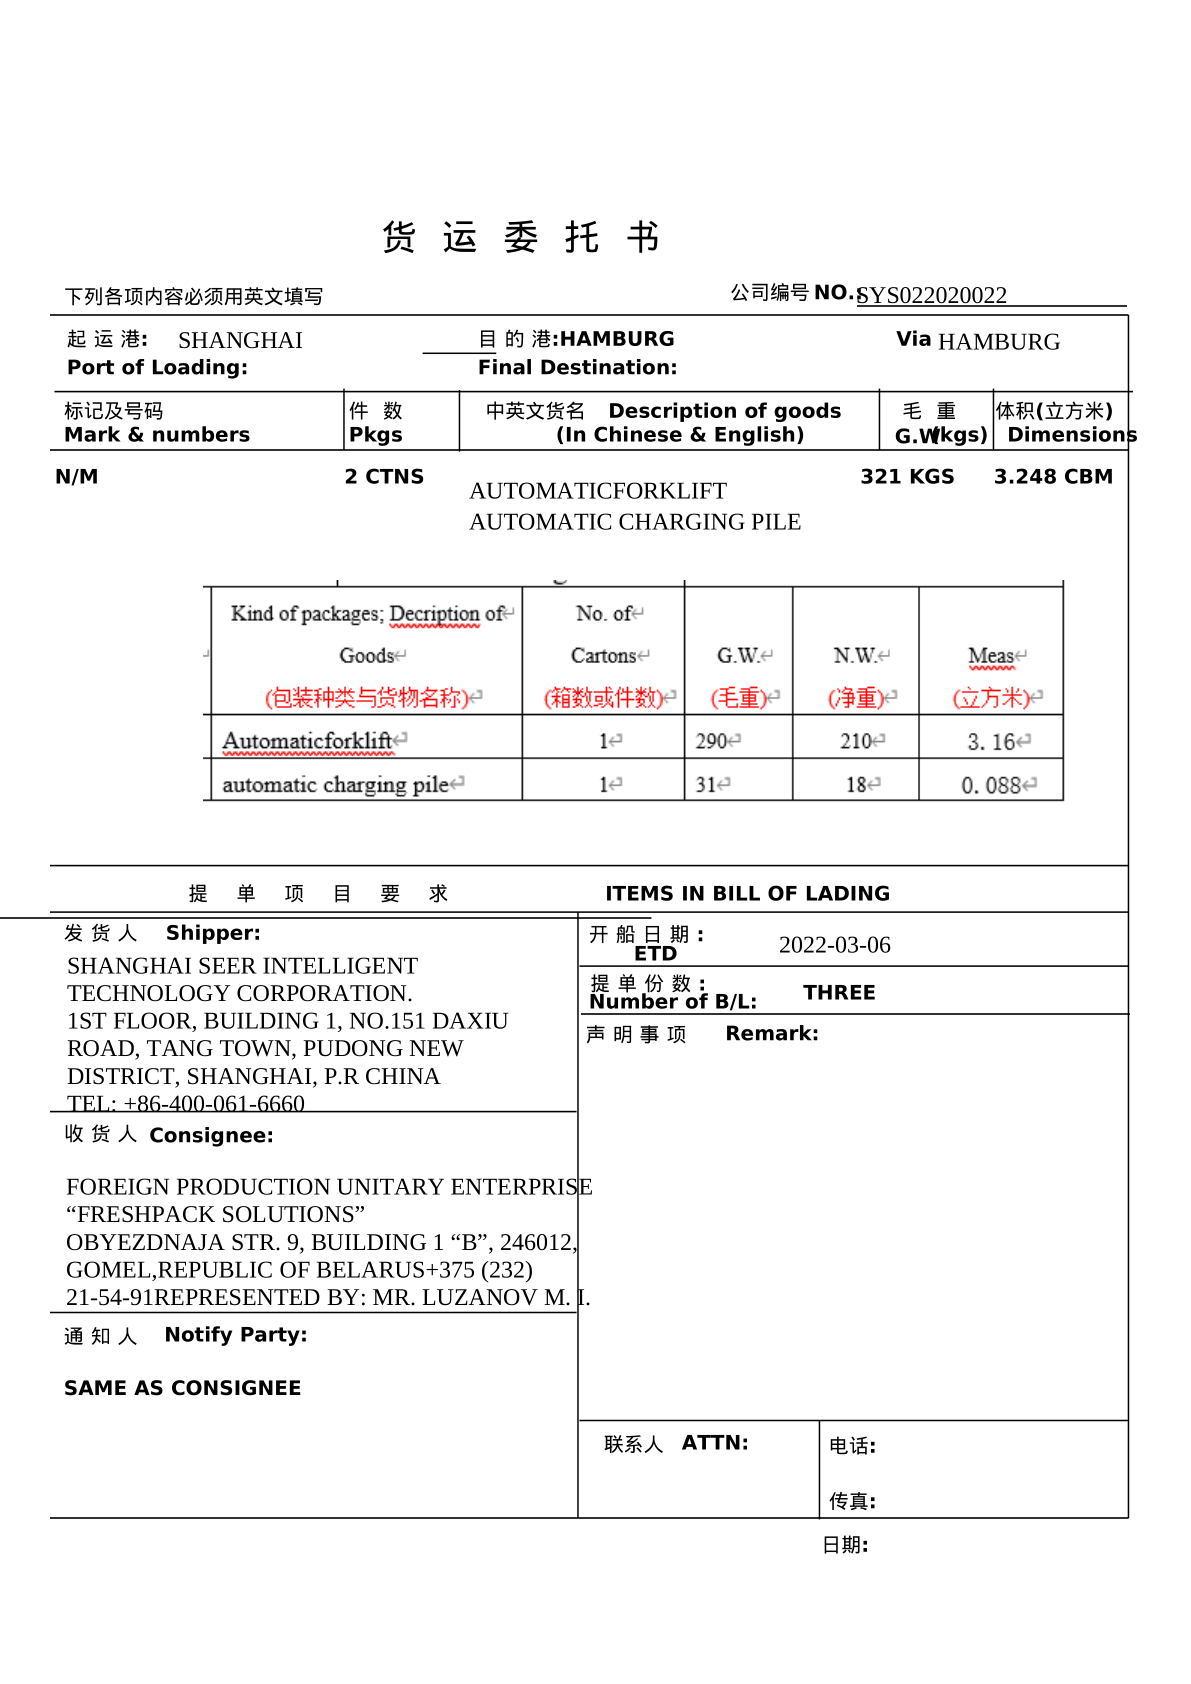 货 运 委 托 书
下列各项内容必须用英文填写
公司编号 NO.: SYS022020022
起 运 港: SHANGHAI 目 的 港:HAMBURG Via HAMBURG
Port of Loading: Final Destination:
标记及号码 件 数 中英文货名 Description of goods 毛 重 体积(立方米)
Mark & numbers Pkgs (In Chinese & English) G.W(kgs) Dimensions
N/M 2 CTNS 321 KGS 3.248 CBM
AUTOMATICFORKLIFT
AUTOMATIC CHARGING PILE
Kind of packages; Decription of No. of
Goods Cartons G.W. N.W. Meas
(包装种类与货物名称) (箱数或件数) (毛重) (净重) (立方米)
Automaticforklift 1 290 210 3. 16
automatic charging pile 1 31 18 0. 088
提 单 项 目 要 求 ITEMS IN BILL OF LADING
发 货 人 Shipper:
SHANGHAI SEER INTELLIGENT
TECHNOLOGY CORPORATION.
1ST FLOOR, BUILDING 1, NO.151 DAXIU
ROAD, TANG TOWN, PUDONG NEW
DISTRICT, SHANGHAI, P.R CHINA
TEL: +86-400-061-6660
开 船 日 期 :
ETD 2022-03-06
提 单 份 数 :
Number of B/L: THREE
声 明 事 项 Remark:
收 货 人 Consignee:
FOREIGN PRODUCTION UNITARY ENTERPRISE
“FRESHPACK SOLUTIONS”
OBYEZDNAJA STR. 9, BUILDING 1 “B”, 246012,
GOMEL,REPUBLIC OF BELARUS+375 (232)
21-54-91REPRESENTED BY: MR. LUZANOV M. I.
通 知 人 Notify Party:
SAME AS CONSIGNEE
联系人 ATTN:
电话:
传真:
日期: